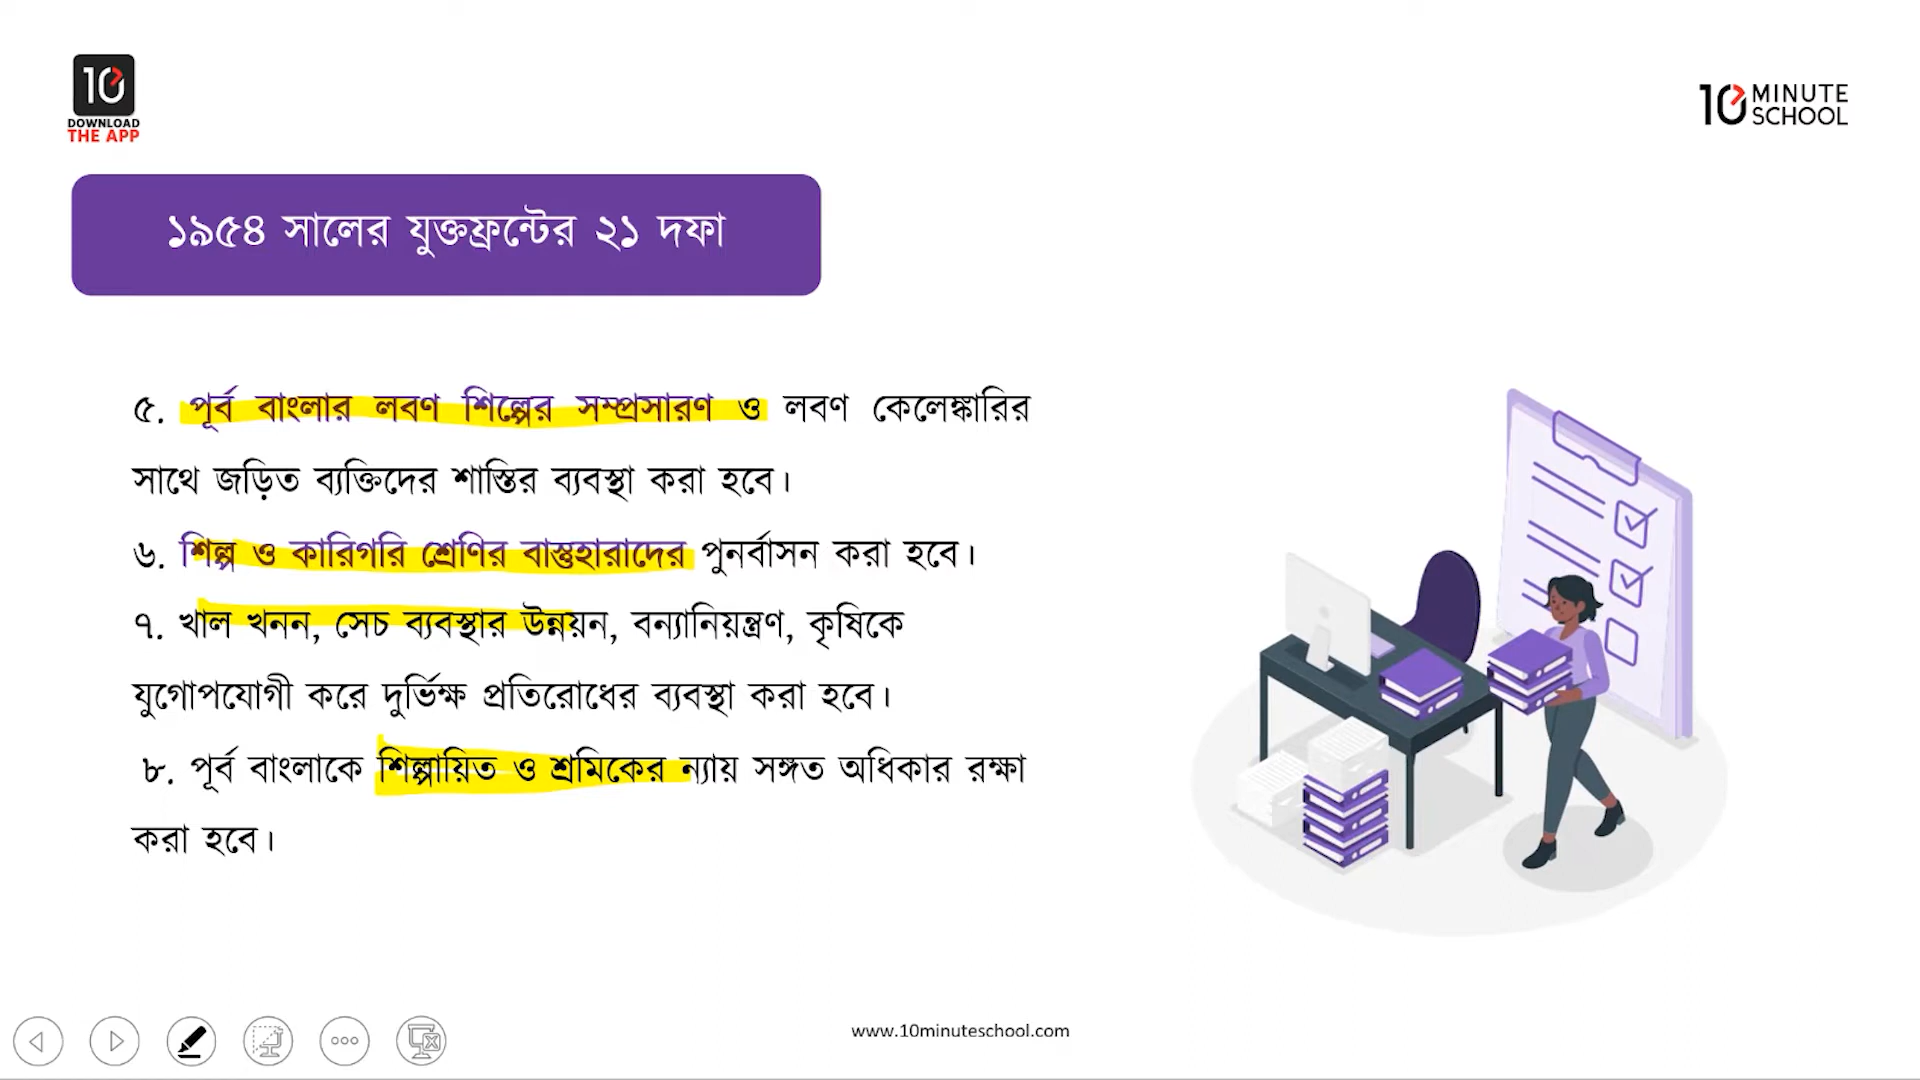 10
DOWNLOAD
THE APP
10 MINUTE
SCHOOL
১৯৫৪ সালের যুক্তফ্রন্টের ২১ দফা
৫. পূর্ব বাংলার লবণ শিল্পের সম্প্রসারণ ও লবণ কেলেঙ্কারির
সাথে জড়িত ব্যক্তিদের শাস্তির ব্যবস্থা করা হবে।
৬. শিল্প ও কারিগরি শ্রেণির বাস্তুহারাদের পুনর্বাসন করা হবে।
৭. খাল খনন, সেচ ব্যবস্থার উন্নয়ন, বন্যানিয়ন্ত্রণ, কৃষিকে
যুগোপযোগী করে দুর্ভিক্ষ প্রতিরোধের ব্যবস্থা করা হবে।
৮. পূর্ব বাংলাকে শিল্পায়িত ও শ্রমিকের ন্যায় সঙ্গত অধিকার রক্ষা
করা হবে।
www.10minuteschool.com